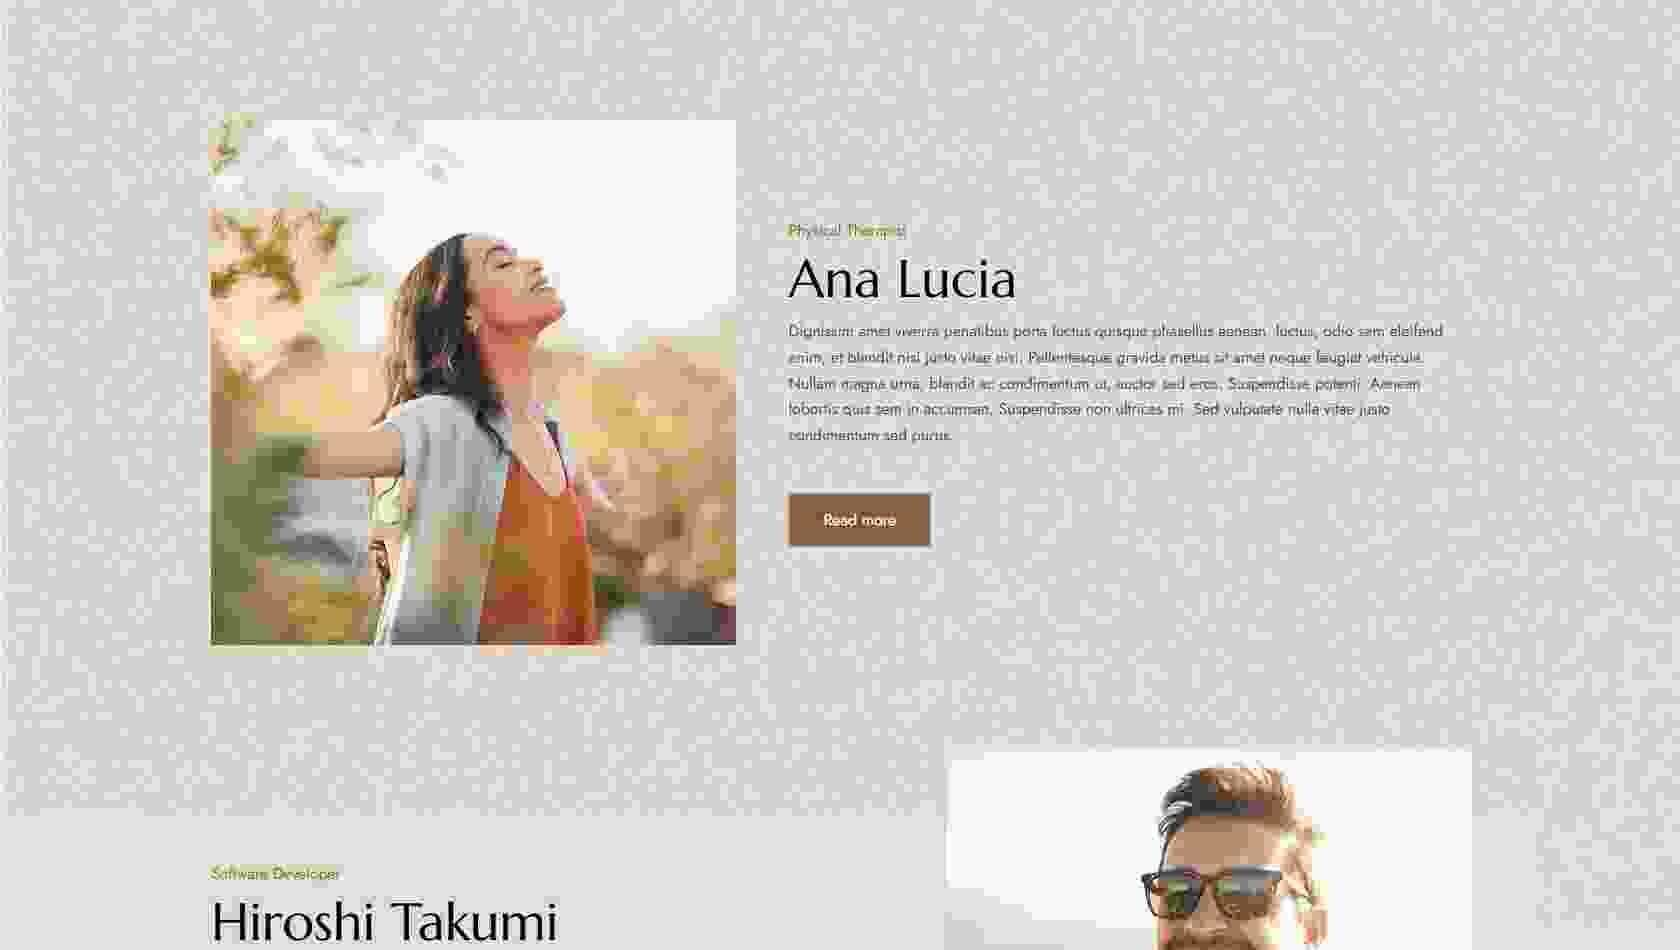 Physical Therapist
Ana Lucia
Dignissim amet viverra penatibus porta luctus quisque phasellus aenean. luctus, odio sem eleifend
enim, et blandit nisi justo vitae nisi. Pellentesque gravida metus sit amet neque feugiat vehicula.
Nullam magna urna, blandit ac condimentum ut, auctor sed eros. Suspendisse potenti. Aenean
lobortis quis sem in accumsan. Suspendisse non ultrices mi. Sed vulputate nulla vitae justo
condimentum sed purus.
Read more
Software Developer
Hiroshi Takumi